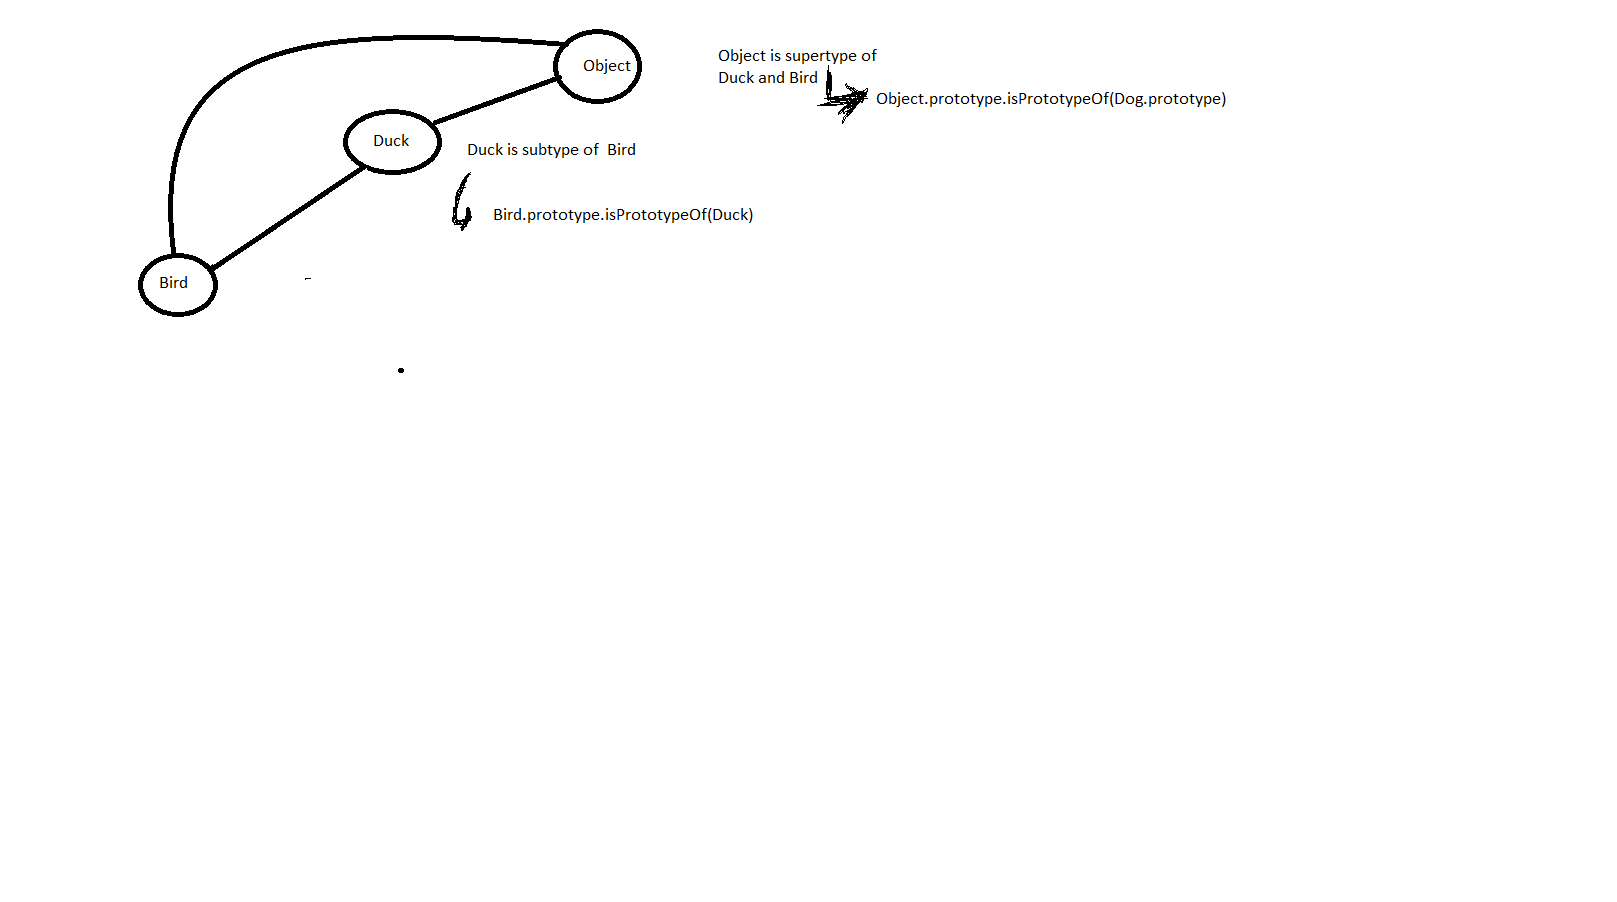 Object
Object is supertype of
Duck and Bird
Object.prototype.isPrototypeOf(Dog.prototype)
Duck
Duck is subtype of  Bird
Bird.prototype.isPrototypeOf(Duck)
Bird